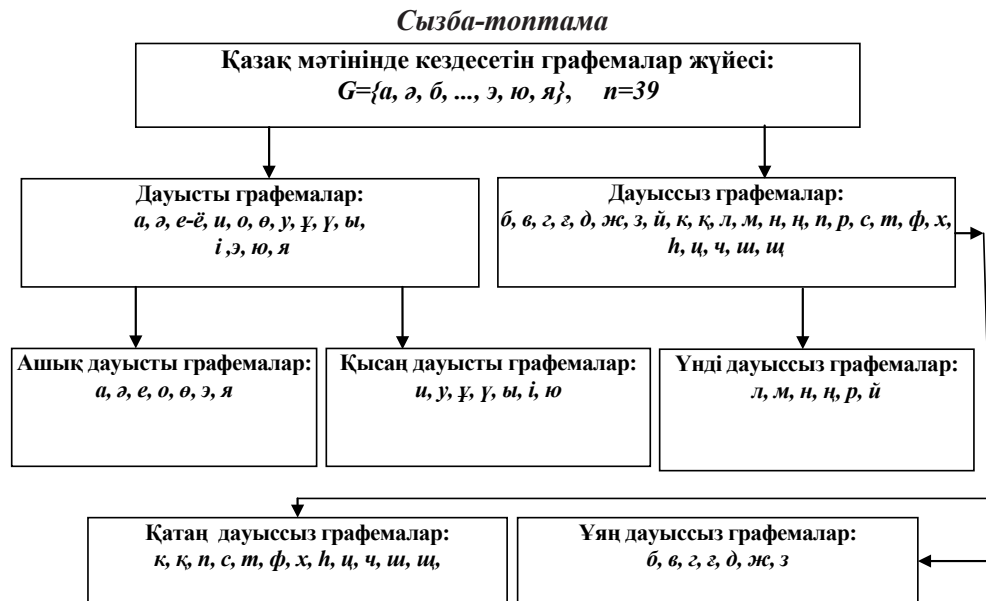 Сызба-топтама
Қазақ мәтінінде кездесетін графемалар жүйесі:
G={а, ә, б, ..., э, ю, я}, n=39
Дауысты графемалар:
а, ә, е-ё, и, о, ө, у, ұ, ү, ы,
і ,э, ю, я
Дауыссыз графемалар:
б, в, г, ғ, д, ж, з, й, к, қ, л, м, н, ң, п, р, с, т, ф, х,
һ, ц, ч, ш, щ
Ашық дауысты графемалар:
а, ә, е, о, ө, э, я
Қысаң дауысты графемалар:
и, у, ұ, ү, ы, і, ю
Үнді дауыссыз графемалар:
л, м, н, ң, р, й
Қатаң дауыссыз графемалар:
к, қ, п, с, т, ф, х, һ, ц, ч, ш, щ,
Ұяң дауыссыз графемалар:
б, в, г, ғ, д, ж, з